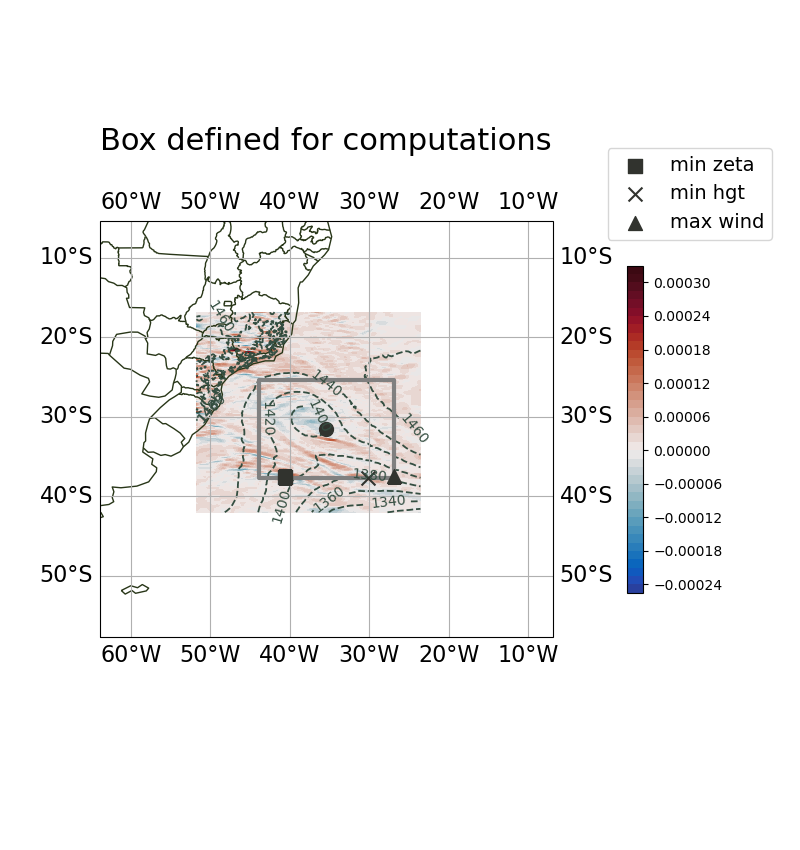 Box defined for computations
min zeta
min hgt
max wind
60°W 50°W 40°W 30°W 20°W 10°W
10°S 10°S
20°S 20°S
30°S 30°S
40°S 40°S
50°S 50°S
60°W 50°W 40°W 30°W 20°W 10°W
0.00030
0.00024
0.00018
0.00012
0.00006
0.00000
−0.00006
−0.00012
−0.00018
−0.00024
1460
1440
1420
1460
1380
1400
1360
1340